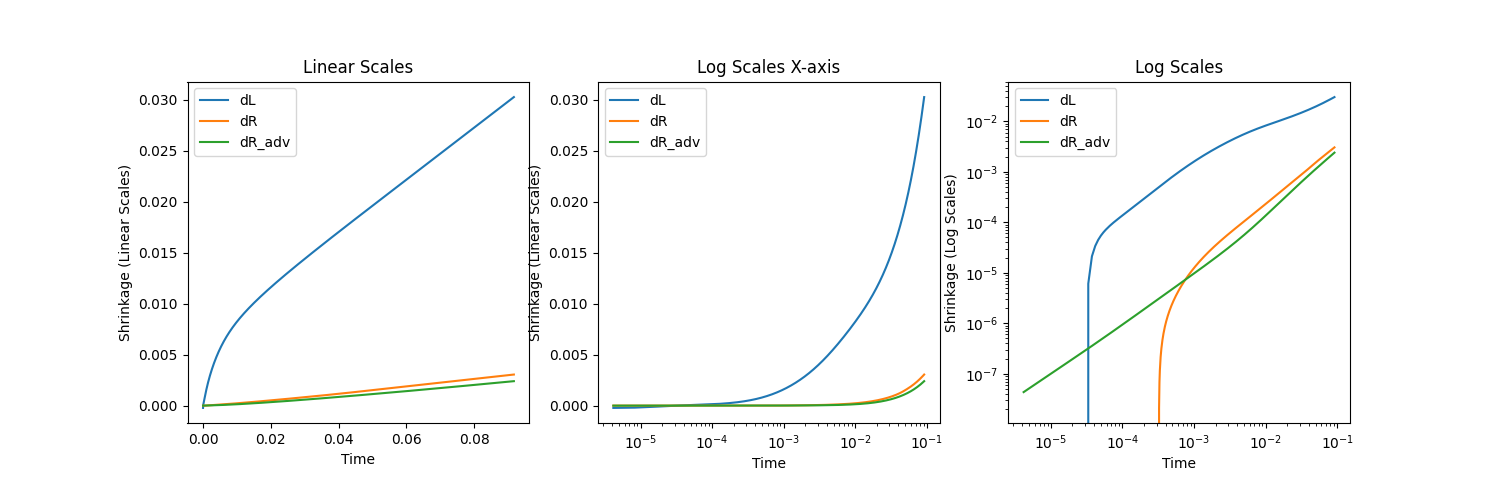 Linear Scales
Shrinkage (Linear Scales)
0.030
0.025
0.020
0.015
0.010
0.005
0.000
dL
dR
dR_adv
0.00
0.02
0.04
0.06
0.08
Time
Log Scales X-axis
Shrinkage (Linear Scales)
0.030
0.025
0.020
0.015
0.010
0.005
0.000
dL
dR
dR_adv
10⁻⁵
10⁻⁴
10⁻³
10⁻²
10⁻¹
Time
Log Scales
Shrinkage (Log Scales)
10⁻²
10⁻³
10⁻⁴
10⁻⁵
10⁻⁶
10⁻⁷
dL
dR
dR_adv
10⁻⁵
10⁻⁴
10⁻³
10⁻²
10⁻¹
Time